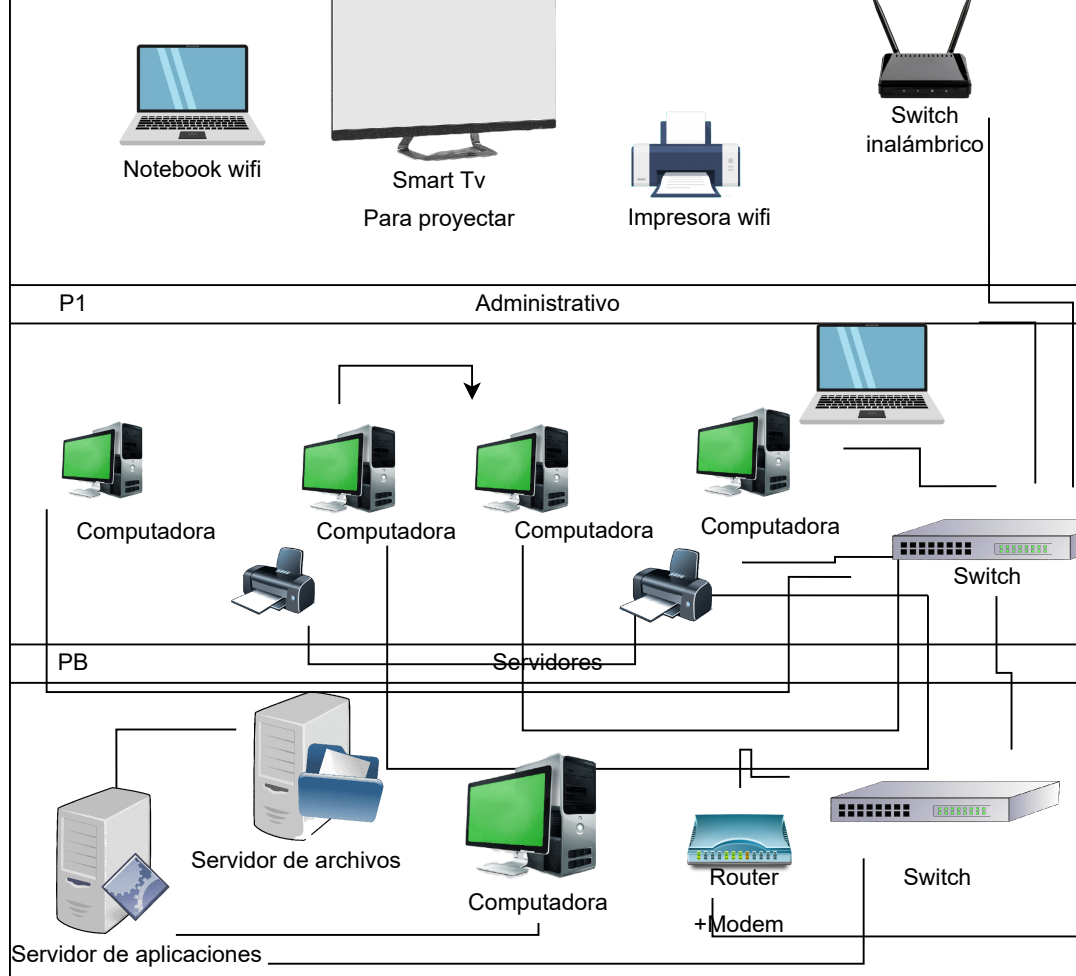 Notebook wifi
Smart Tv
Para proyectar
Impresora wifi
Switch
inalámbrico
P1
Administrativo
Computadora
Computadora
Computadora
Computadora
Switch
PB
Servidores
Servidor de archivos
Computadora
Router
+Modem
Switch
Servidor de aplicaciones